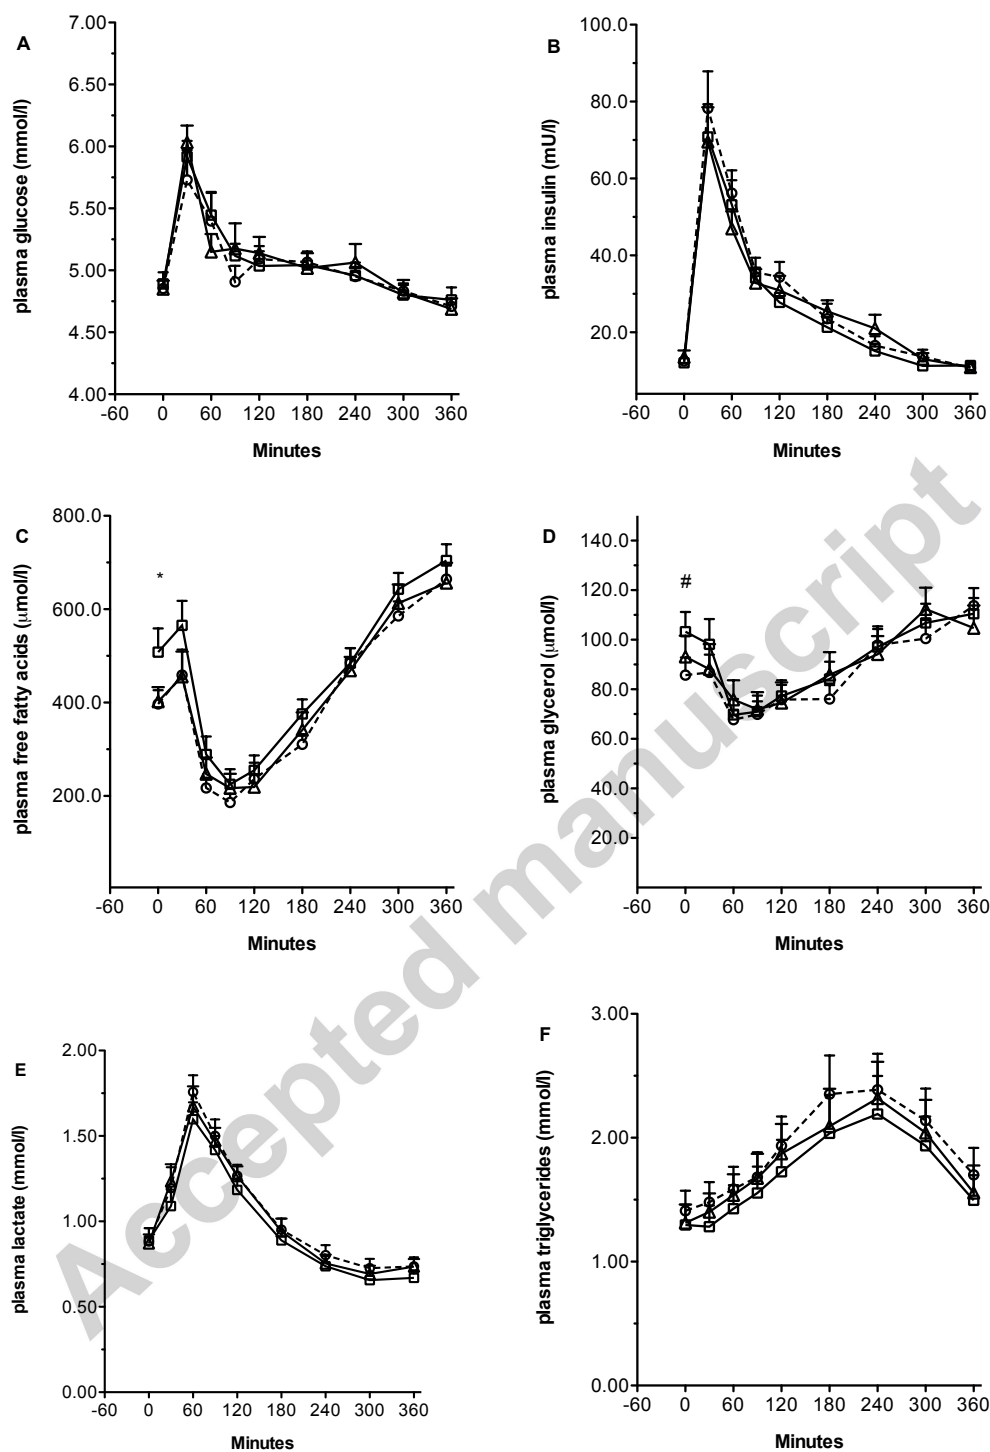 A
plasma glucose (mmol/l)
7.00
6.00
5.50
5.00
4.75
4.00
6.50
-60 0 60 120 180 240 300 360
Minutes
B
plasma insulin (mU/l)
100.0
80.0
60.0
40.0
20.0
-60 0 60 120 180 240 300 360
Minutes
C
*
plasma free fatty acids (μmol/l)
800.0
600.0
400.0
200.0
-60 0 60 120 180 240 300 360
Minutes
D
#
plasma glycerol (μmol/l)
140.0
120.0
100.0
80.0
60.0
40.0
20.0
-60 0 60 120 180 240 300 360
Minutes
E
plasma lactate (mmol/l)
2.00
1.50
1.00
0.50
0.00
-60 0 60 120 180 240 300 360
Minutes
F
plasma triglycerides (mmol/l)
3.00
2.00
1.00
0.00
-60 0 60 120 180 240 300 360
Minutes
Accepted manuscript